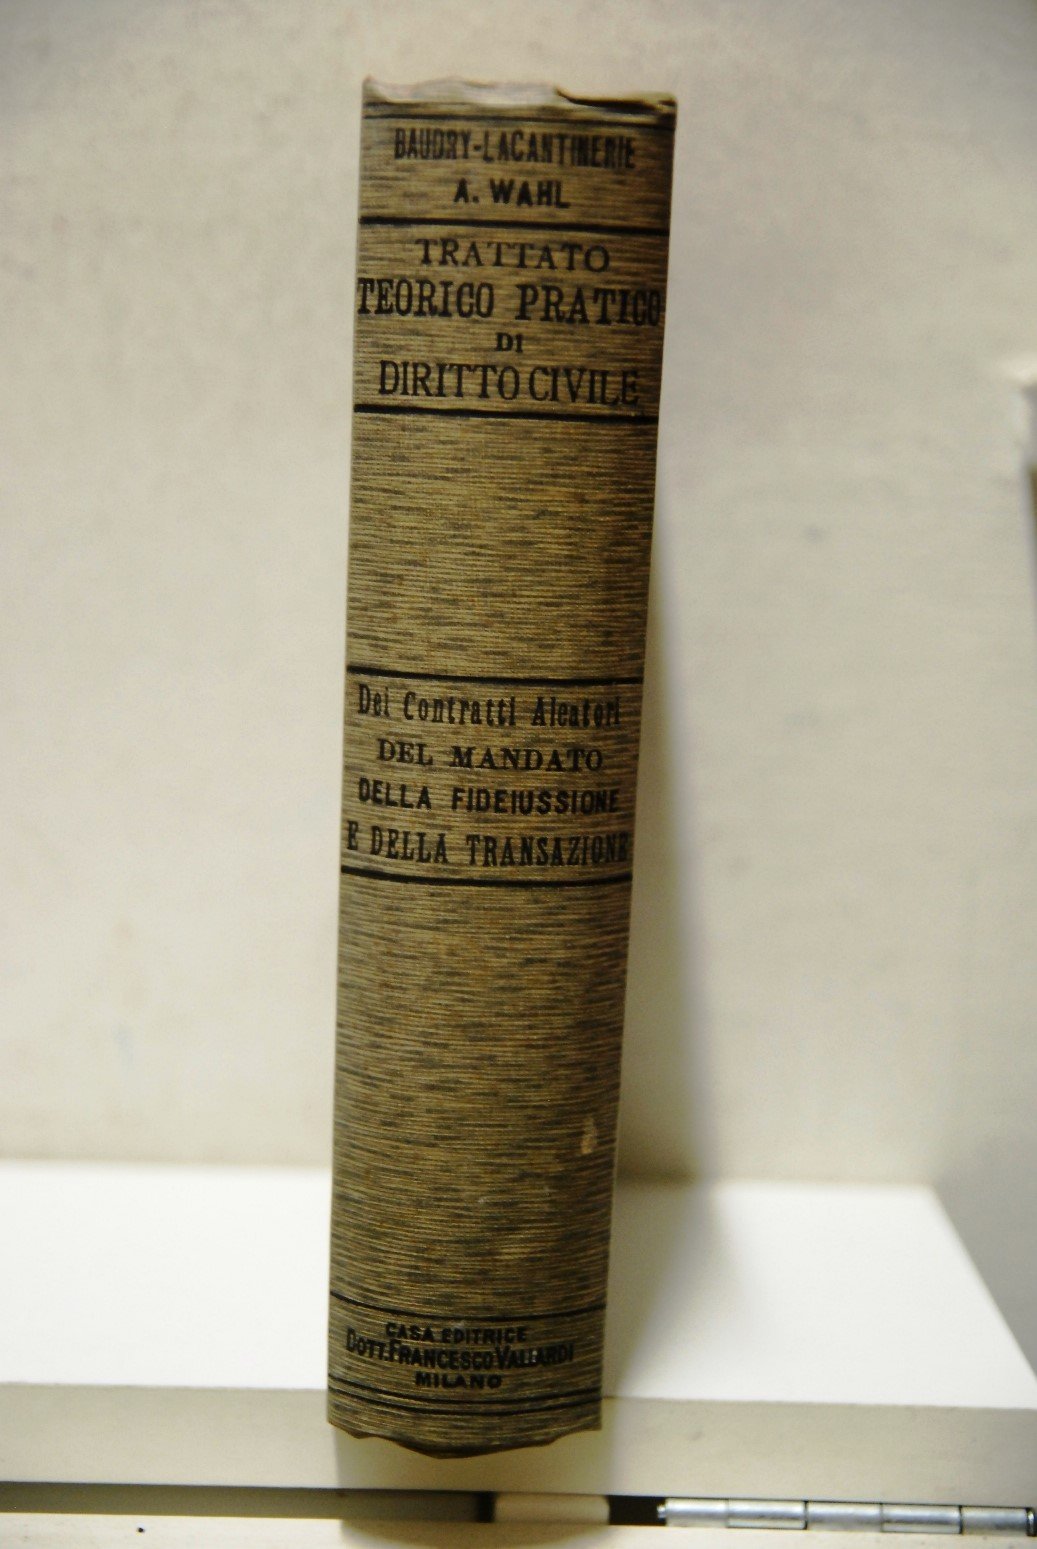 BAUDRY-LACANTINERIE
A. WAHL
TRATTATO
TEORICO PRATICO
DI
DIRITTO CIVILE
Dei Contratti Aleatori
DEL MANDATO
DELLA FIDEIUSSIONE
E DELLA TRANSAZIONE
CASA EDITRICE
DOTT. FRANCESCO VALLARDI
MILANO